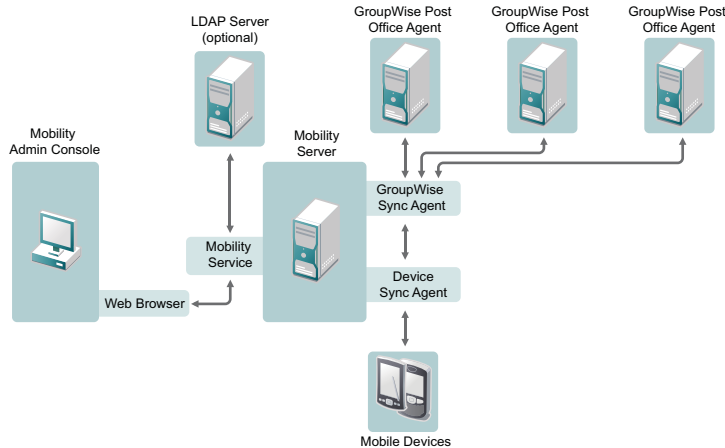 LDAP Server
(optional)
GroupWise Post
Office Agent
GroupWise Post
Office Agent
GroupWise Post
Office Agent
Mobility
Admin Console
Mobility
Server
GroupWise
Sync Agent
Mobility
Service
Device
Sync Agent
Web Browser
Mobile Devices